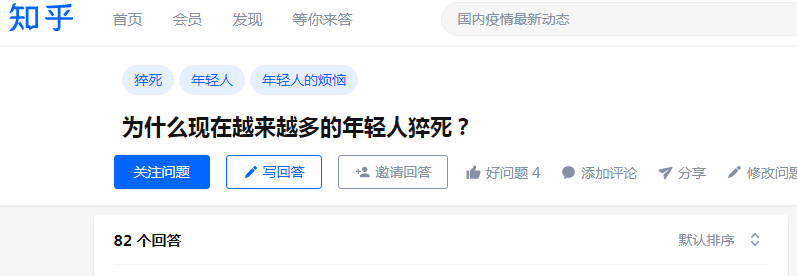 知乎 首页 会员 发现 等你来答 国内疫情最新动态
猝死 年轻人 年轻人的烦恼
为什么现在越来越多的年轻人猝死？
关注问题 写回答 邀请回答 好问题 4 添加评论 分享 修改问题
82 个回答 默认排序